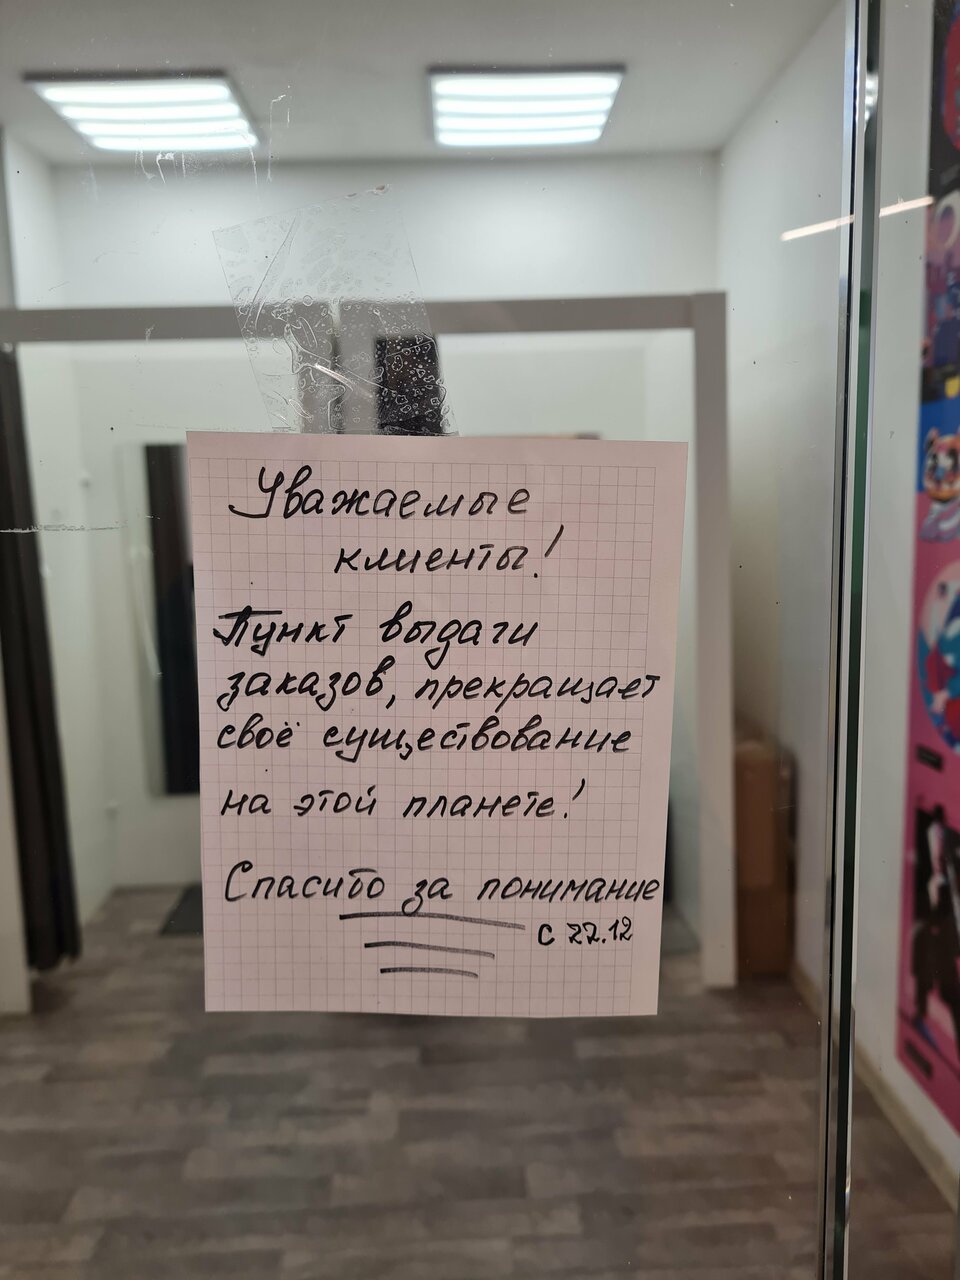 Уважаемые
клиенты!
Пункт выдачи
заказов, прекращает
своё существование
на этой планете!
Спасибо за понимание
с 22.12